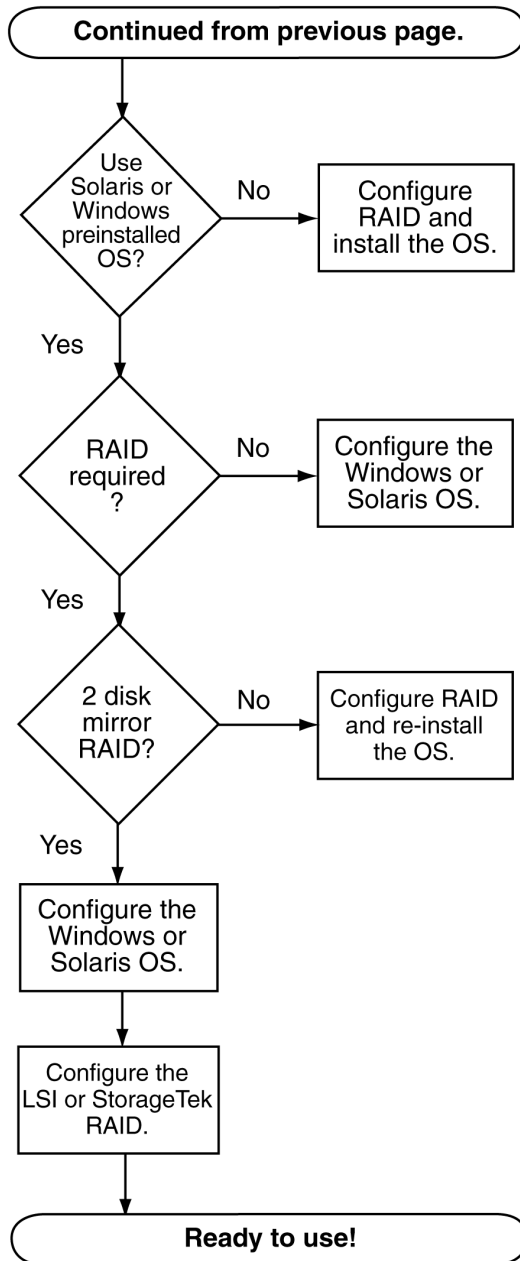 Continued from previous page.
Use
Solaris or
Windows
preinstalled
OS?
No
Configure
RAID and
install the OS.
Yes
RAID
required
?
No
Configure the
Windows or
Solaris OS.
Yes
2 disk
mirror
RAID?
No
Configure RAID
and re-install
the OS.
Yes
Configure the
Windows or
Solaris OS.
Configure the
LSI or StorageTek
RAID.
Ready to use!